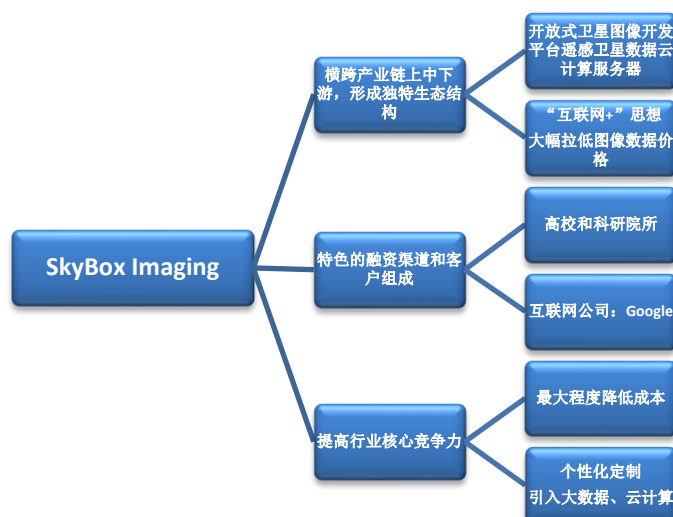 SkyBox Imaging
横跨产业链上中下
游，形成独特生态结
构
开放式卫星图像开发
平台遥感卫星数据云
计算服务器
“互联网+”思想
大幅拉低图像数据价
格
特色的融资渠道和客
户组成
高校和科研院所
互联网公司：Google
提高行业核心竞争力
最大程度降低成本
个性化定制
引入大数据、云计算